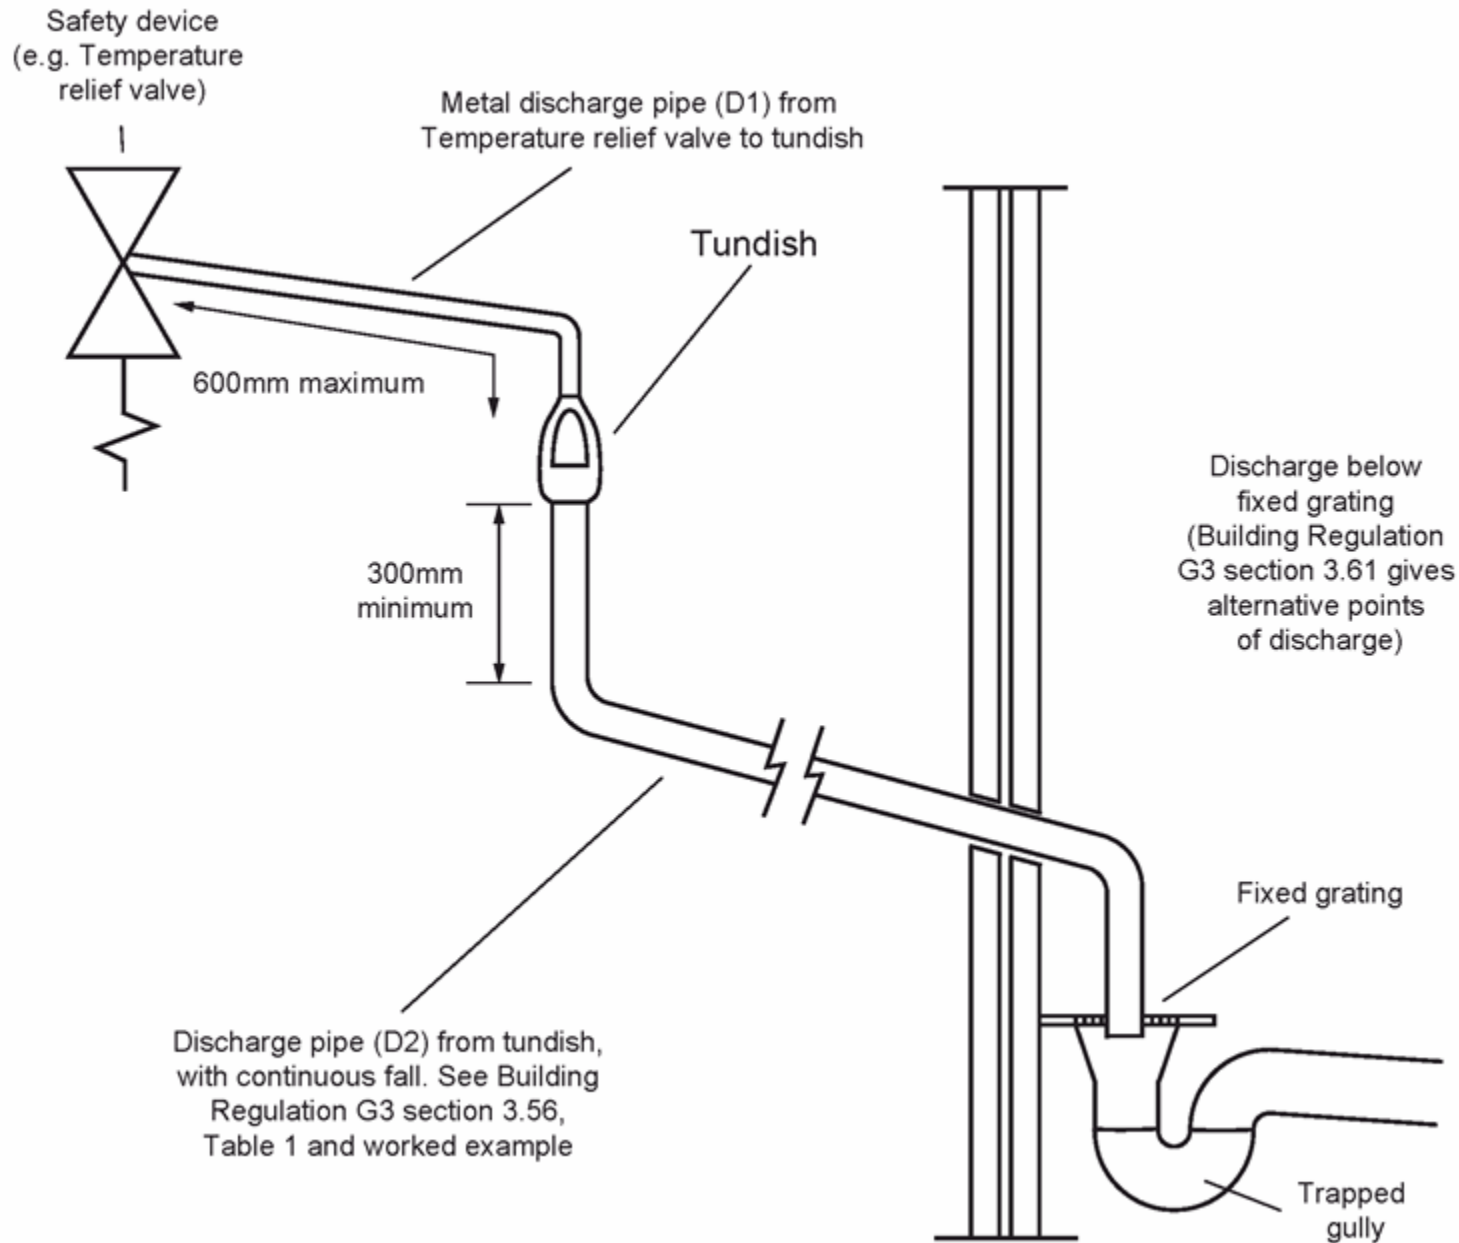 Safety device
(e.g. Temperature
relief valve)
Metal discharge pipe (D1) from
Temperature relief valve to tundish
Tundish
600mm maximum
300mm
minimum
Discharge below
fixed grating
(Building Regulation
G3 section 3.61 gives
alternative points
of discharge)
Fixed grating
Discharge pipe (D2) from tundish,
with continuous fall. See Building
Regulation G3 section 3.56,
Table 1 and worked example
Trapped
gully